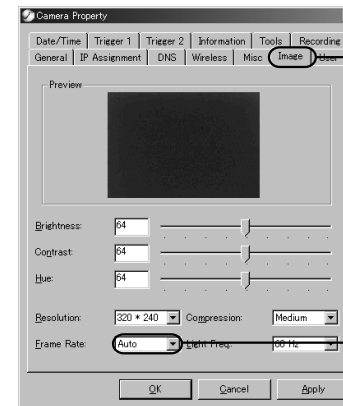 Camera Property
Date/Time Trigger 1 Trigger 2 Information Tools Recording
General IP Assignment DNS Wireless Misc Image User
Preview
Brightness: 64
Contrast: 64
Hue: 64
Resolution: 320 * 240 Compression: Medium
Frame Rate: Auto Light Freq.: 60 Hz
OK Cancel Apply